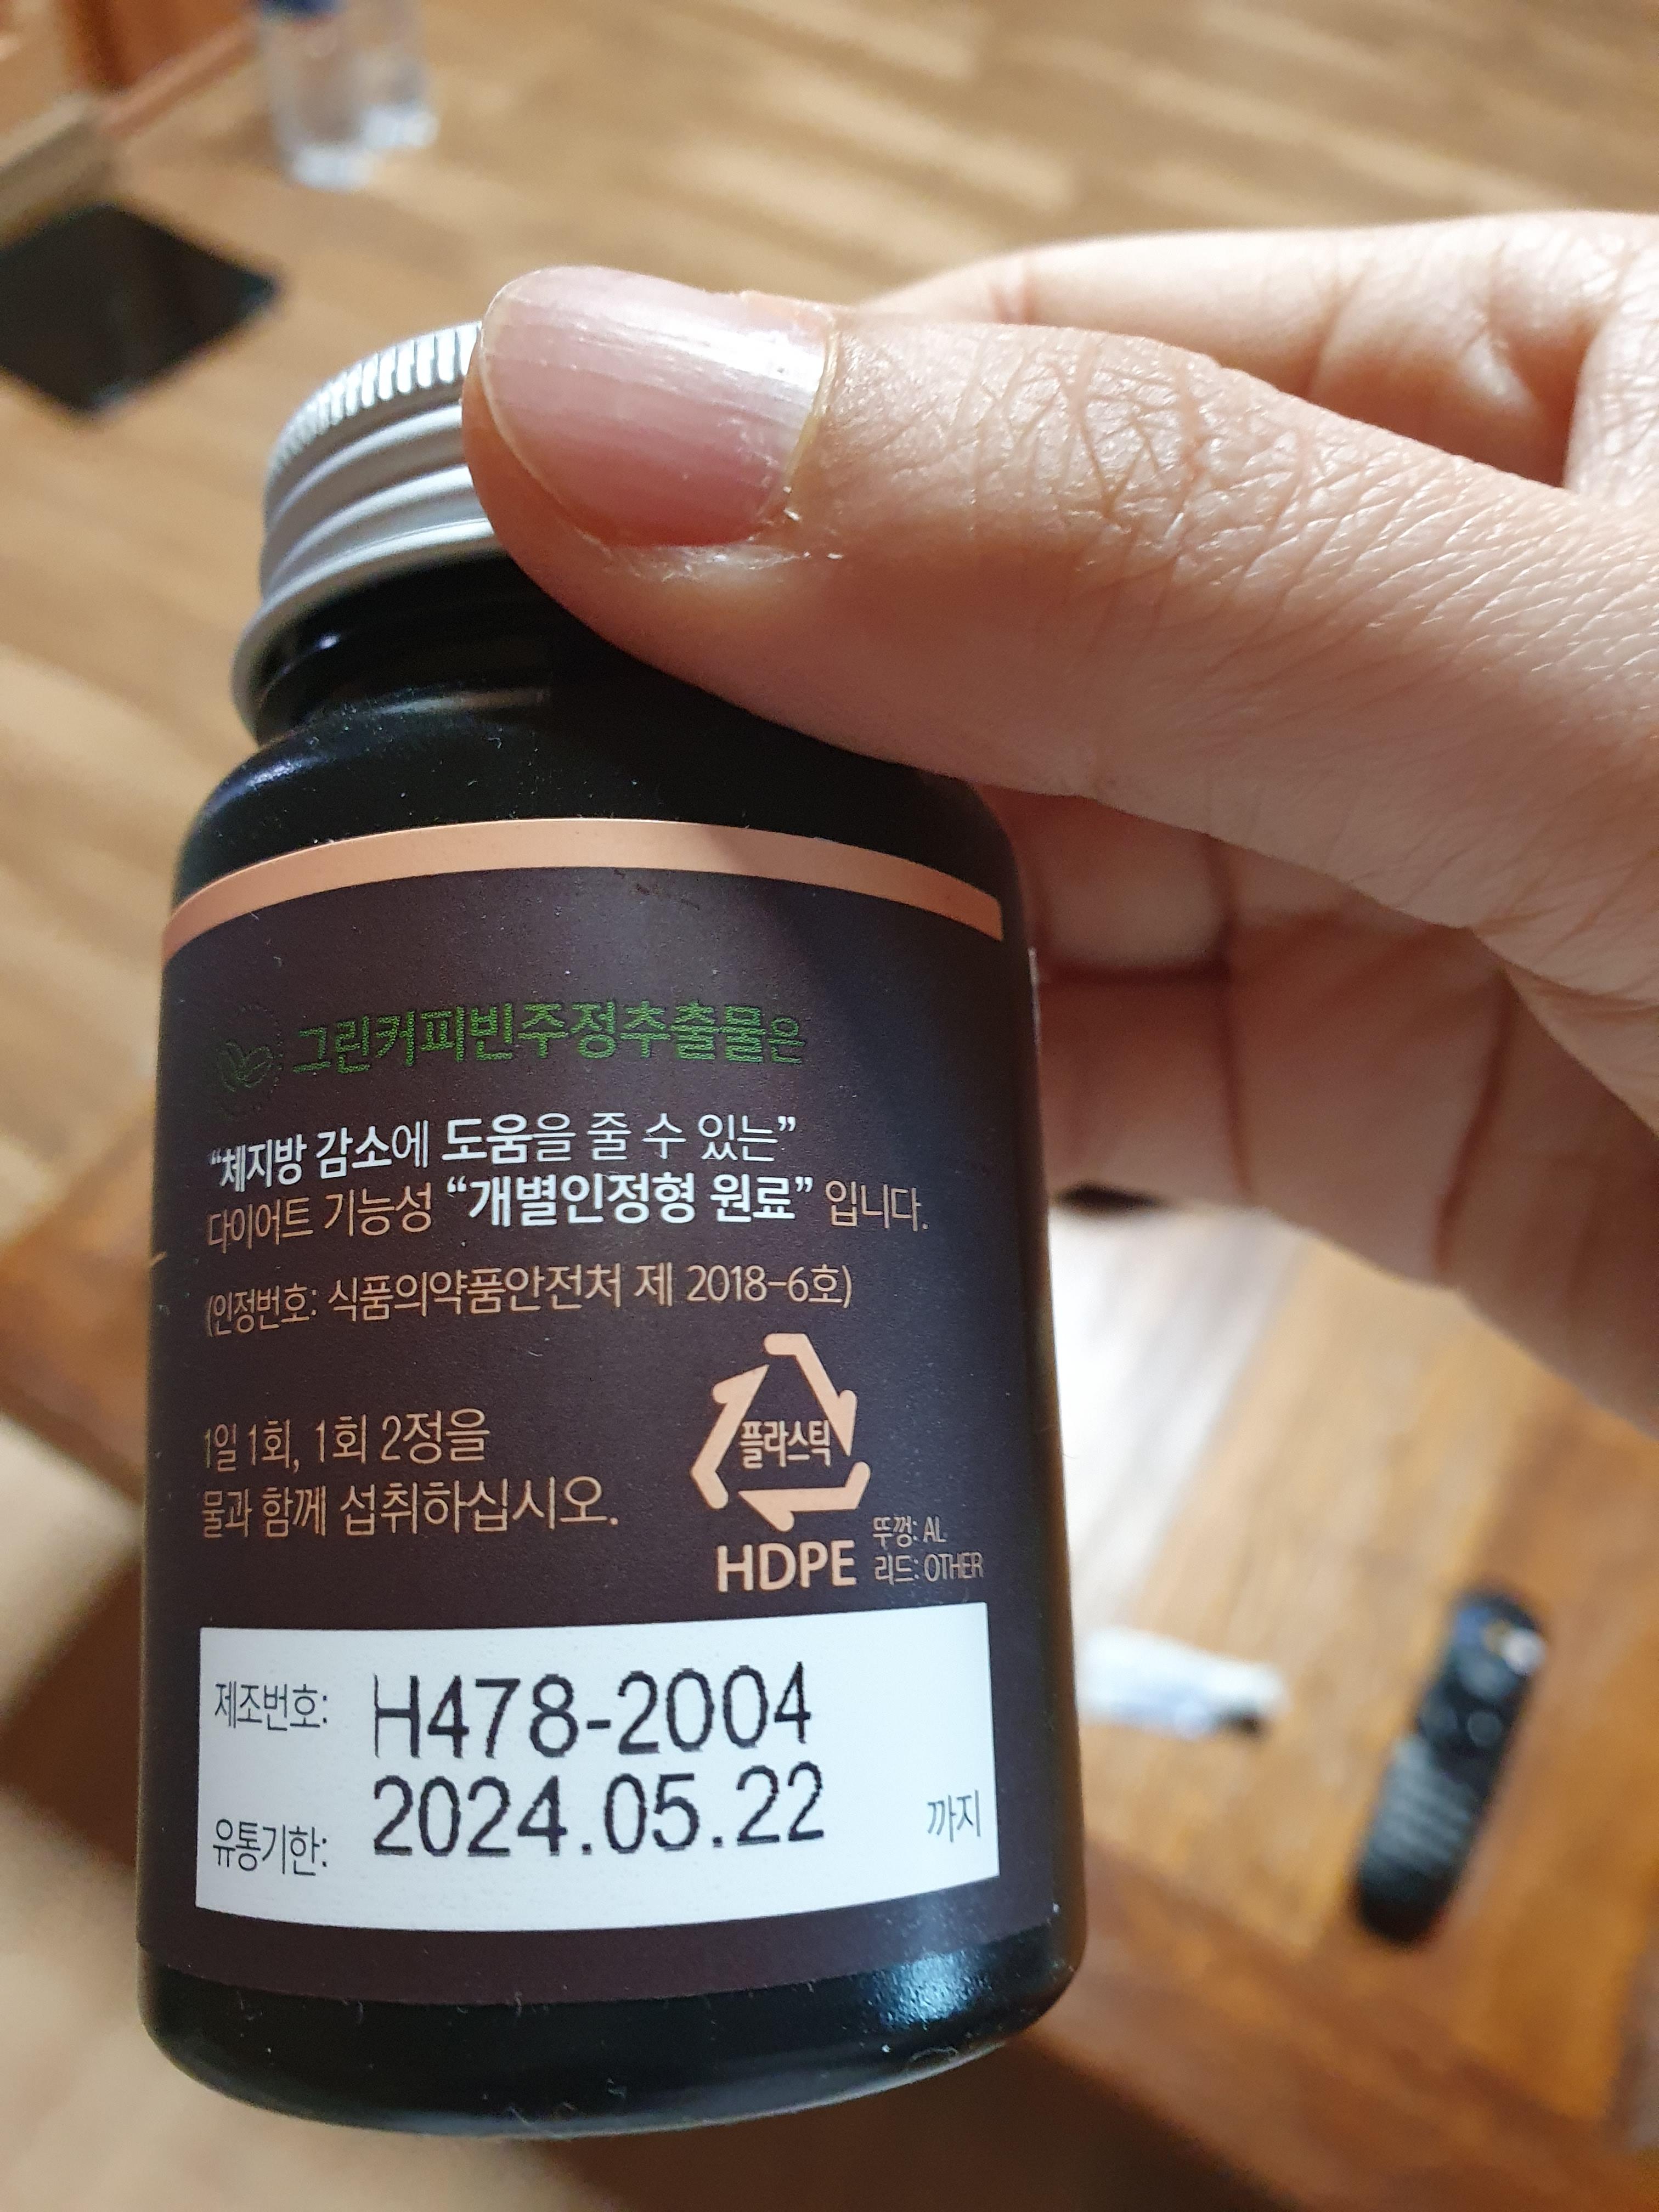 그린커피빈주정추출물은
“체지방 감소에 도움을 줄 수 있는”
다이어트 기능성 “개별인정형 원료” 입니다.
(인정번호: 식품의약품안전처 제 2018-6호)
1일 1회, 1회 2정을
물과 함께 섭취하십시오.
플라스틱
HDPE
뚜껑: AL
리드: OTHER
제조번호: H478-2004
유통기한: 2024.05.22 까지